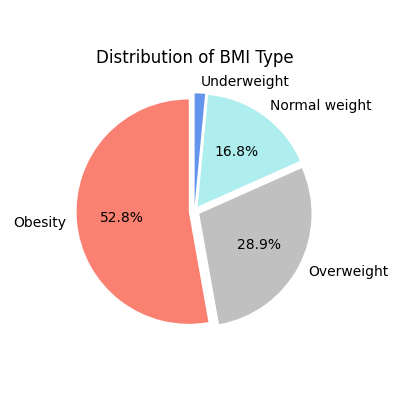 Distribution of BMI Type
Underweight
Normal weight
16.8%
Obesity
52.8%
28.9%
Overweight